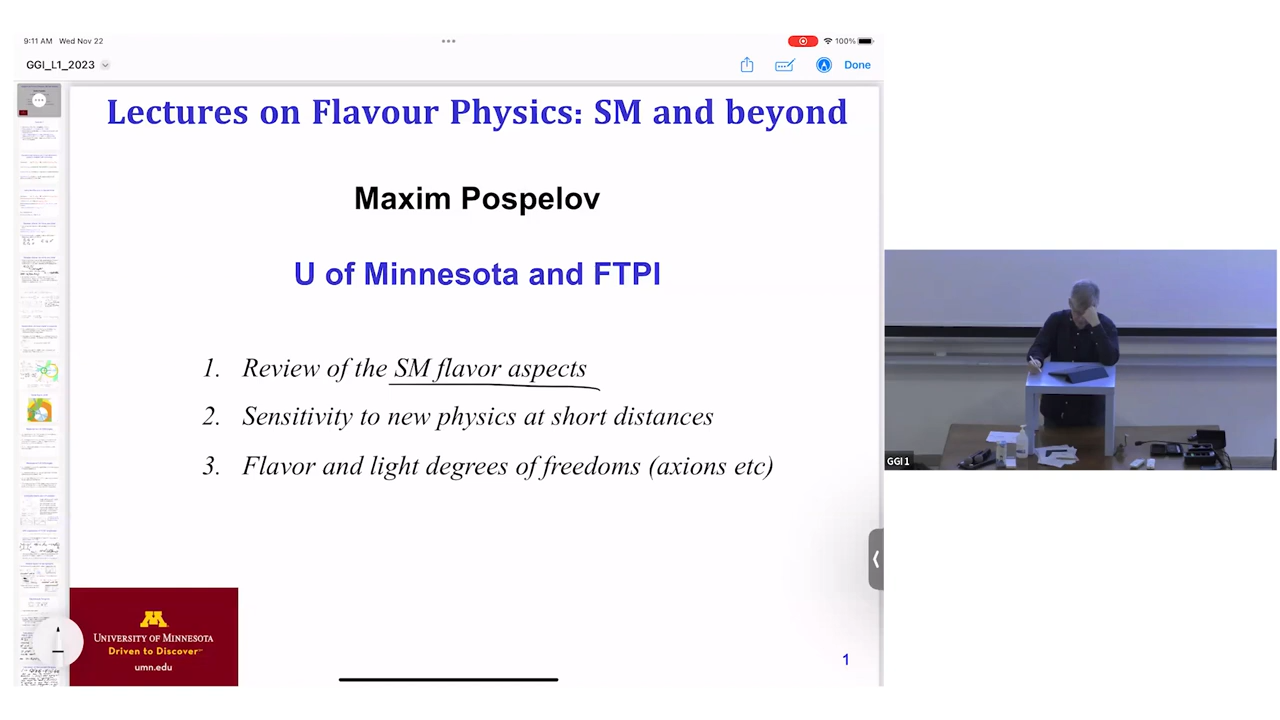 9:11 AM Wed Nov 22
100%
GGI_L1_2023
Done
Lectures on Flavour Physics: SM and beyond
Maxim Pospelov
U of Minnesota and FTPI
1. Review of the SM flavor aspects
2. Sensitivity to new physics at short distances
3. Flavor and light degrees of freedoms (axions etc)
M
UNIVERSITY OF MINNESOTA
Driven to Discover℠
umn.edu
1
GGI 1